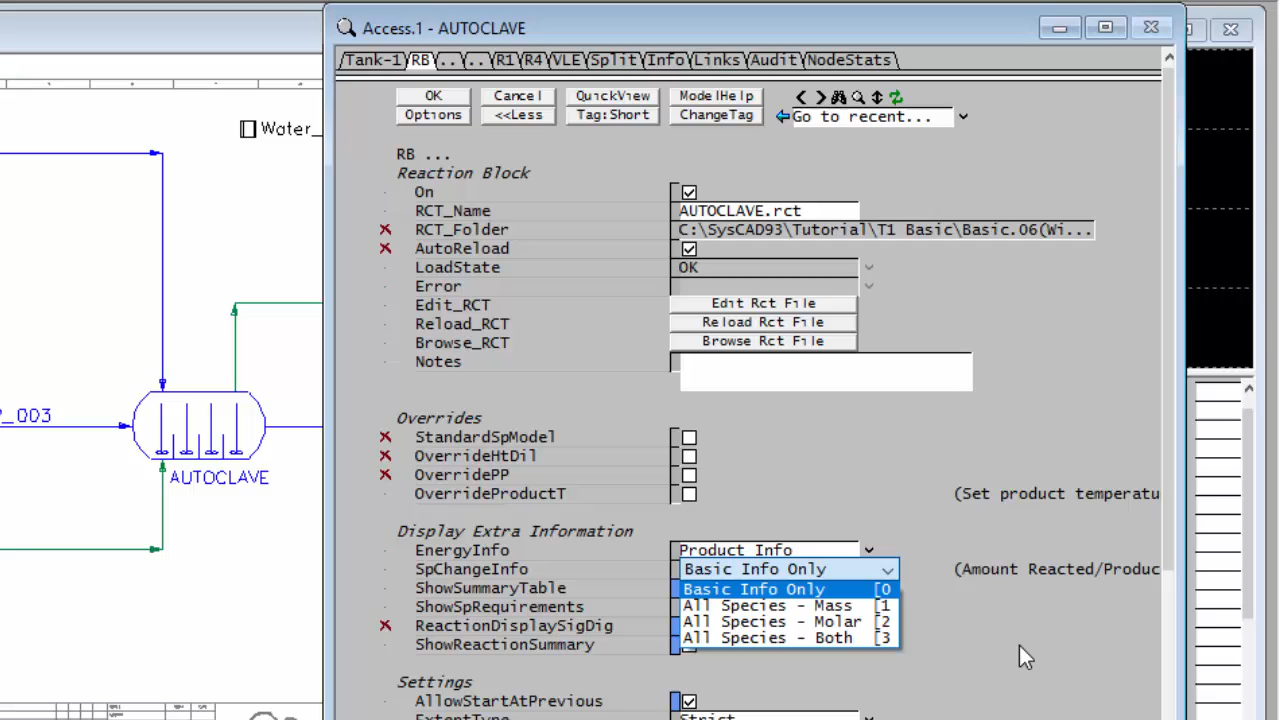 Access.1 - AUTOCLAVE
Tank-1 RB .. .. R1 R4 VLE Split Info Links Audit NodeStats
OK Cancel QuickView ModelHelp
Options <<Less Tag:Short ChangeTag Go to recent...
Water_
RB ...
Reaction Block
On
RCT_Name AUTOCLAVE.rct
RCT_Folder C:\SysCAD93\Tutorial\T1 Basic\Basic.06(Wi...
AutoReload
LoadState OK
Error
Edit_RCT Edit Rct File
Reload_RCT Reload Rct File
Browse_RCT Browse Rct File
Notes
_003
AUTOCLAVE
Overrides
StandardSpModel
OverrideHtDil
OverridePP
OverrideProductT (Set product temperatu
Display Extra Information
EnergyInfo Product Info
SpChangeInfo Basic Info Only (Amount Reacted/Produc
ShowSummaryTable Basic Info Only [0
ShowSpRequirements All Species - Mass [1
ReactionDisplaySigDig All Species - Molar [2
ShowReactionSummary All Species - Both [3
Settings
AllowStartAtPrevious
ExtentType Strict